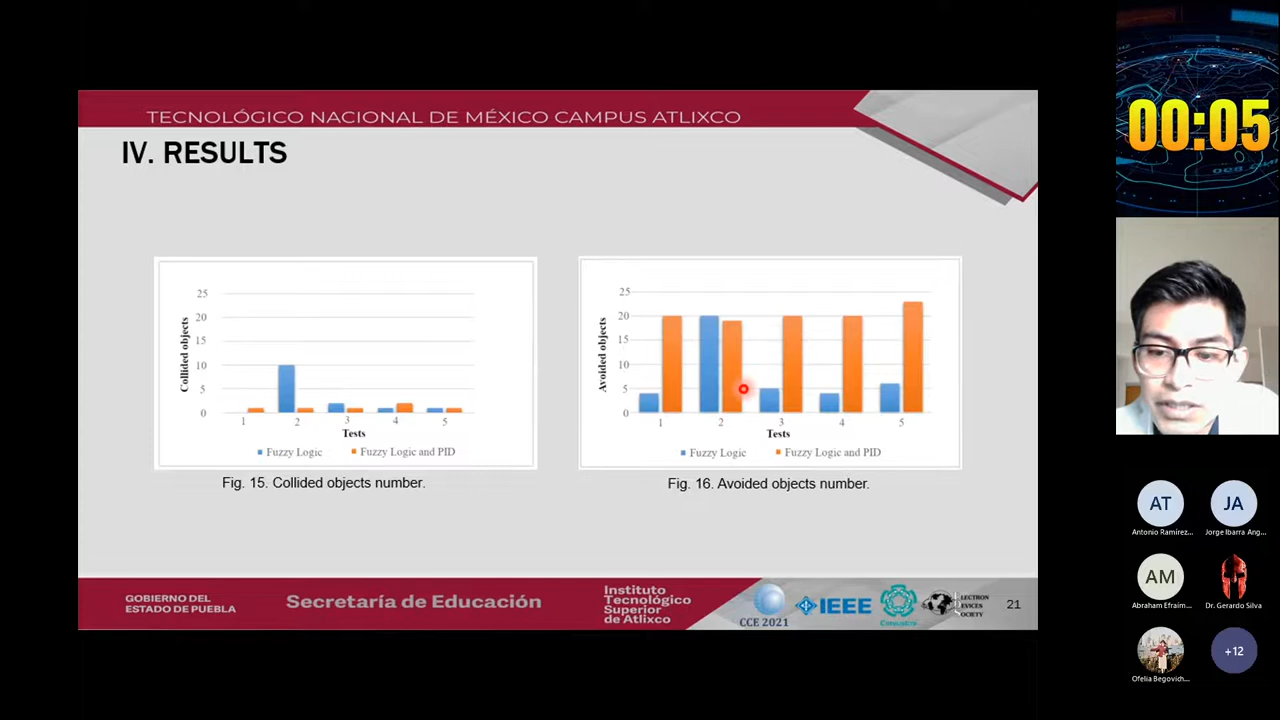 TECNOLÓGICO NACIONAL DE MÉXICO CAMPUS ATLIXCO
IV. RESULTS
25
20
15
10
5
0
Collided objects
1
2
3
4
5
Tests
Fuzzy Logic
Fuzzy Logic and PID
Fig. 15. Collided objects number.
25
20
15
10
5
0
Avoided objects
1
2
3
4
5
Tests
Fuzzy Logic
Fuzzy Logic and PID
Fig. 16. Avoided objects number.
GOBIERNO DEL
ESTADO DE PUEBLA
Secretaría de Educación
Instituto
Tecnológico
Superior
de Atlixco
CCE 2021
IEEE
Cinvestav
LECTRON
EVICES
OCIETY
21
00:05
AT
Antonio Ramírez...
JA
Jorge Ibarra Ang...
AM
Abraham Efraim...
Dr. Gerardo Silva
Ofelia Begovich...
+12